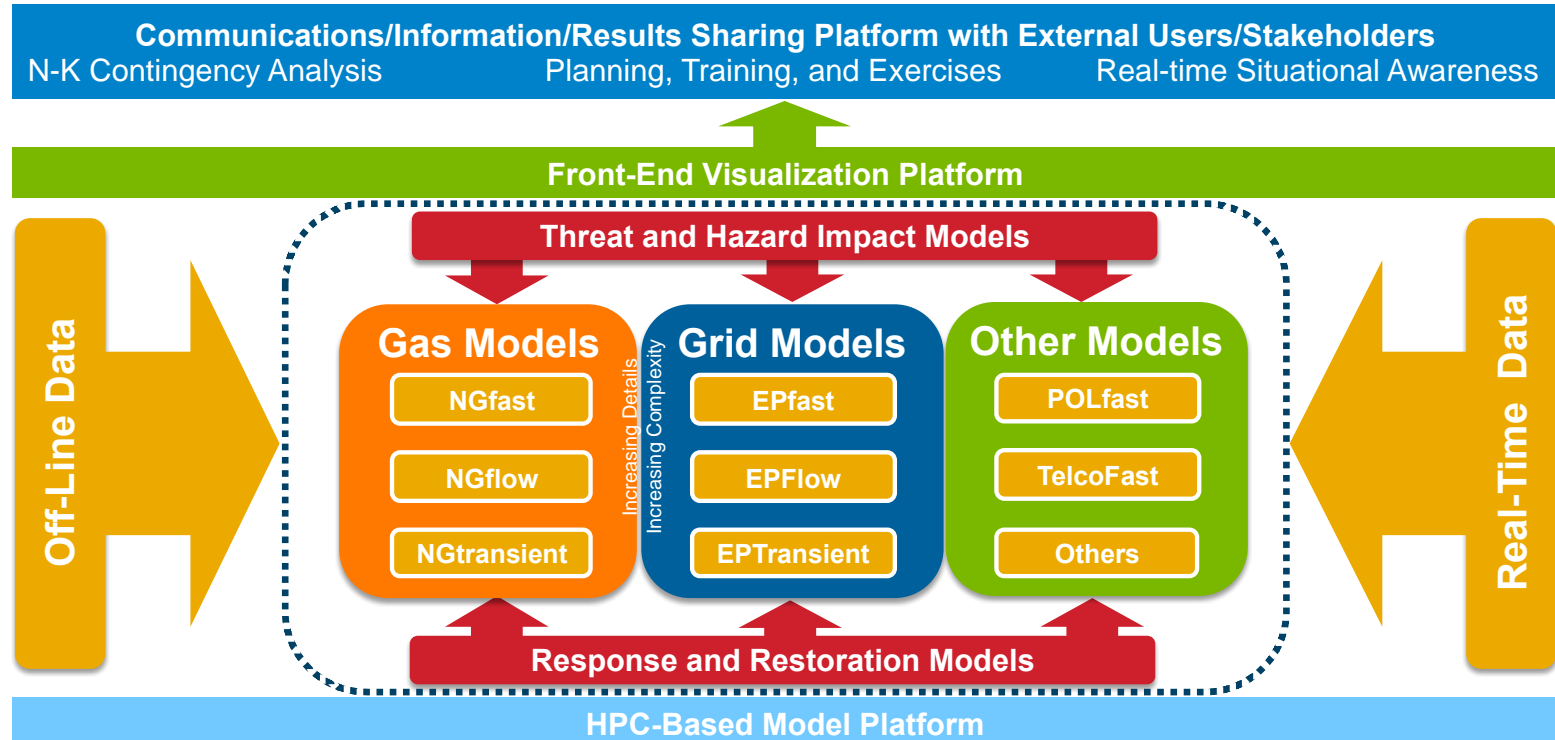 Communications/Information/Results Sharing Platform with External Users/Stakeholders
N-K Contingency Analysis
Planning, Training, and Exercises
Real-time Situational Awareness
Front-End Visualization Platform
Off-Line Data
Threat and Hazard Impact Models
Gas Models
NGfast
NGflow
NGtransient
Increasing Details
Increasing Complexity
Grid Models
EPfast
EPFlow
EPTransient
Other Models
POLfast
TelcoFast
Others
Response and Restoration Models
Real-Time Data
HPC-Based Model Platform